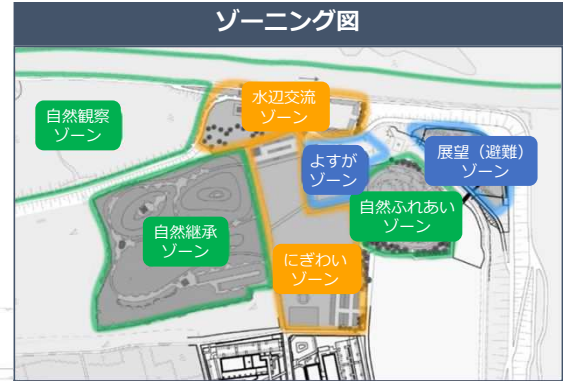 ゾーニング図
自然観察
ゾーン
水辺交流
ゾーン
よすが
ゾーン
展望（避難）
ゾーン
自然ふれあい
ゾーン
自然継承
ゾーン
にぎわい
ゾーン